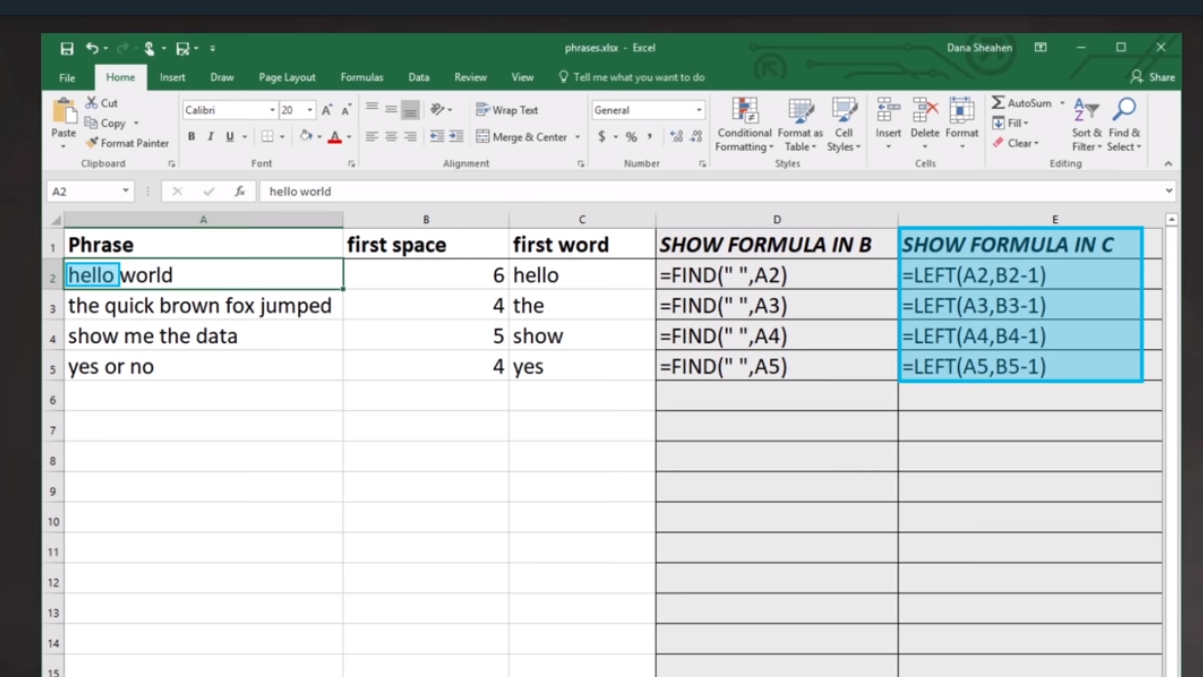 phrases.xlsx - Excel
Dana Sheahen
File Home Insert Draw Page Layout Formulas Data Review View Tell me what you want to do Share
Paste
Cut
Copy
Format Painter
Clipboard
Calibri 20 A A
B I U A
Font
Wrap Text
Merge & Center
Alignment
General
$ % ,
Number
Conditional Formatting
Format as Table
Cell Styles
Styles
Insert Delete Format
Cells
AutoSum
Fill
Clear
Sort & Filter
Find & Select
Editing
A2 fx hello world
A B C D E
1 Phrase first space first word SHOW FORMULA IN B SHOW FORMULA IN C
2 hello world 6 hello =FIND(" ",A2) =LEFT(A2,B2-1)
3 the quick brown fox jumped 4 the =FIND(" ",A3) =LEFT(A3,B3-1)
4 show me the data 5 show =FIND(" ",A4) =LEFT(A4,B4-1)
5 yes or no 4 yes =FIND(" ",A5) =LEFT(A5,B5-1)
6
7
8
9
10
11
12
13
14
15